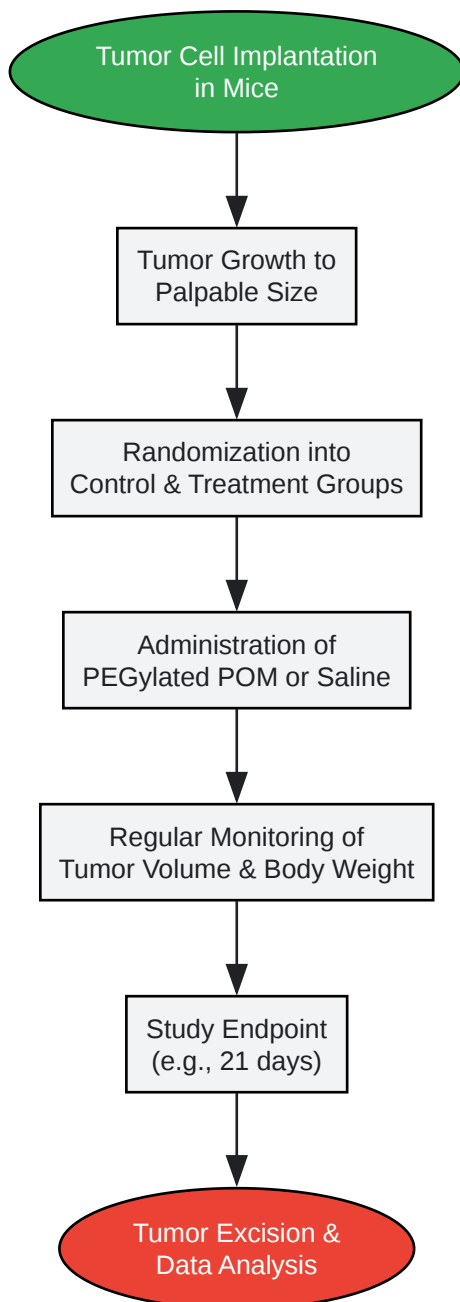 Tumor Cell Implantation
in Mice
Tumor Growth to
Palpable Size
Randomization into
Control & Treatment Groups
Administration of
PEGylated POM or Saline
Regular Monitoring of
Tumor Volume & Body Weight
Study Endpoint
(e.g., 21 days)
Tumor Excision &
Data Analysis